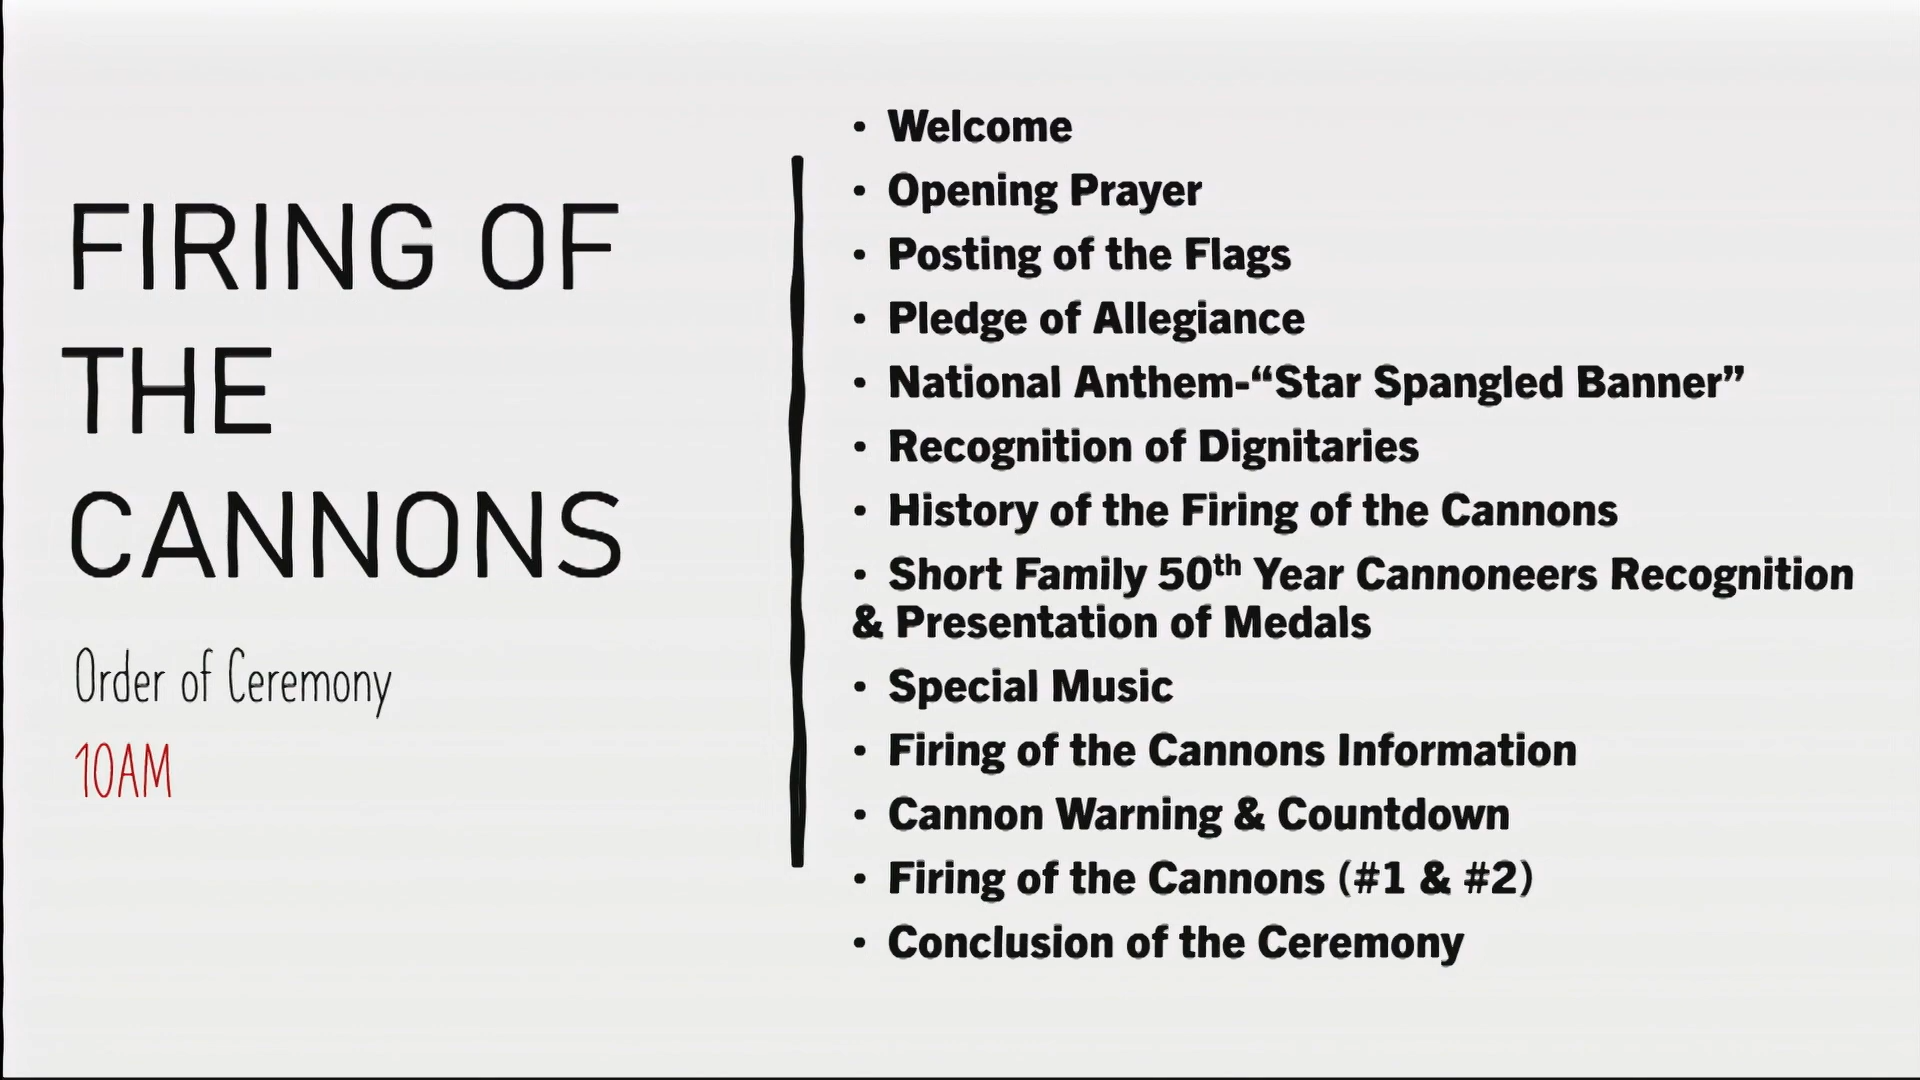 FIRING OF
THE
CANNONS
Order of Ceremony
10AM
• Welcome
• Opening Prayer
• Posting of the Flags
• Pledge of Allegiance
• National Anthem-“Star Spangled Banner”
• Recognition of Dignitaries
• History of the Firing of the Cannons
• Short Family 50th Year Cannoneers Recognition
& Presentation of Medals
• Special Music
• Firing of the Cannons Information
• Cannon Warning & Countdown
• Firing of the Cannons (#1 & #2)
• Conclusion of the Ceremony